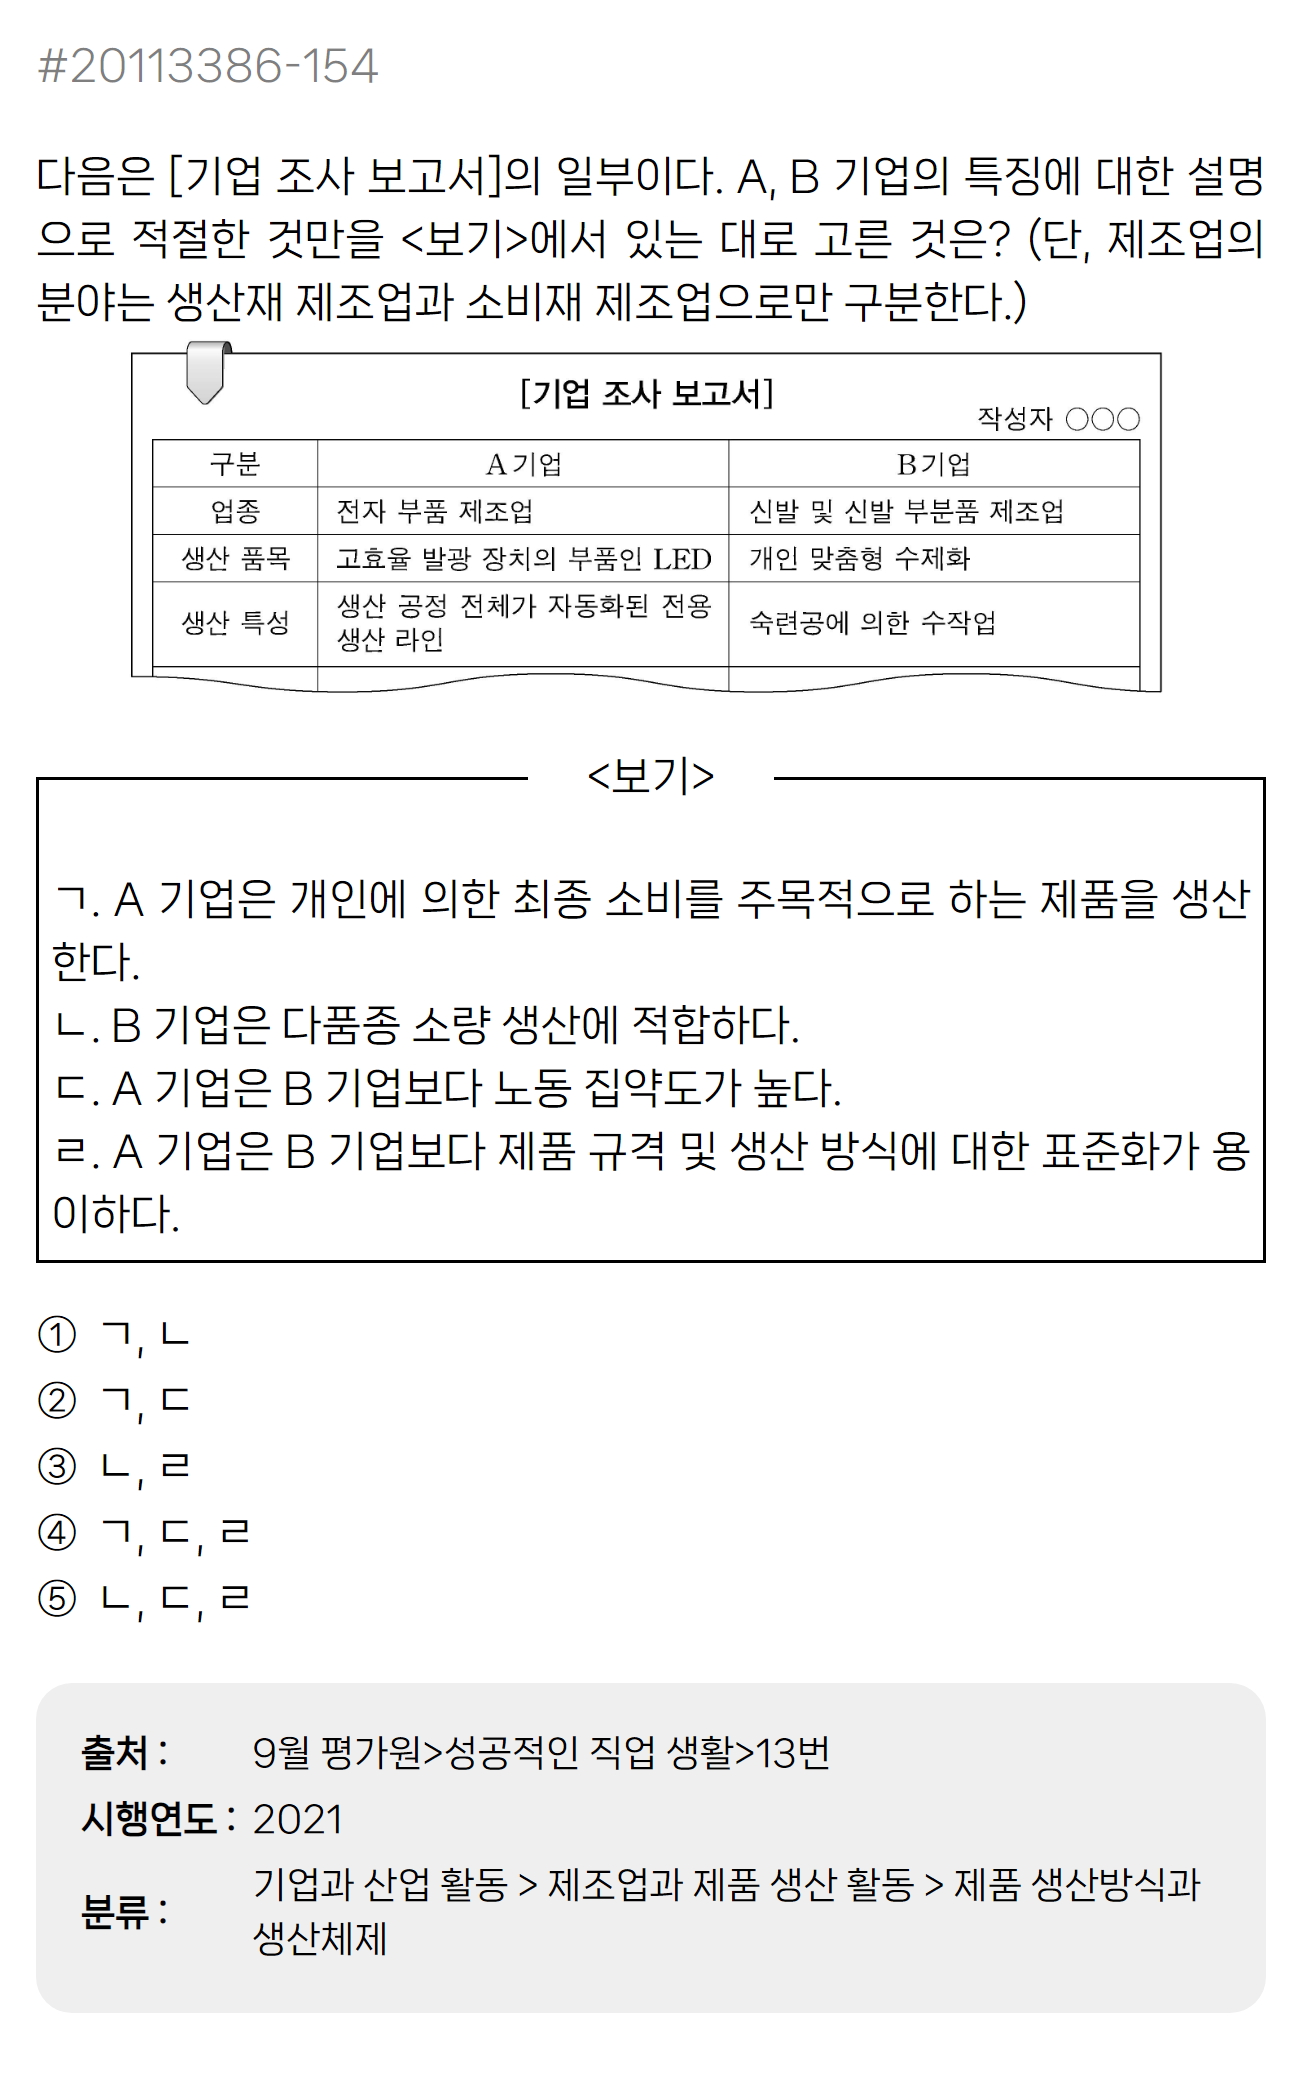 #20113386-154
다음은 [기업 조사 보고서]의 일부이다. A, B 기업의 특징에 대한 설명
으로 적절한 것만을 <보기>에서 있는 대로 고른 것은? (단, 제조업의
분야는 생산재 제조업과 소비재 제조업으로만 구분한다.)
[기업 조사 보고서]
작성자 ○○○
구분 A기업 B기업
업종 전자 부품 제조업 신발 및 신발 부분품 제조업
생산 품목 고효율 발광 장치의 부품인 LED 개인 맞춤형 수제화
생산 특성 생산 공정 전체가 자동화된 전용
생산 라인 숙련공에 의한 수작업
<보기>
ㄱ. A 기업은 개인에 의한 최종 소비를 주목적으로 하는 제품을 생산
한다.
ㄴ. B 기업은 다품종 소량 생산에 적합하다.
ㄷ. A 기업은 B 기업보다 노동 집약도가 높다.
ㄹ. A 기업은 B 기업보다 제품 규격 및 생산 방식에 대한 표준화가 용
이하다.
① ㄱ, ㄴ
② ㄱ, ㄷ
③ ㄴ, ㄹ
④ ㄱ, ㄷ, ㄹ
⑤ ㄴ, ㄷ, ㄹ
출처 : 9월 평가원>성공적인 직업 생활>13번
시행연도 : 2021
분류 : 기업과 산업 활동 > 제조업과 제품 생산 활동 > 제품 생산방식과
생산체제